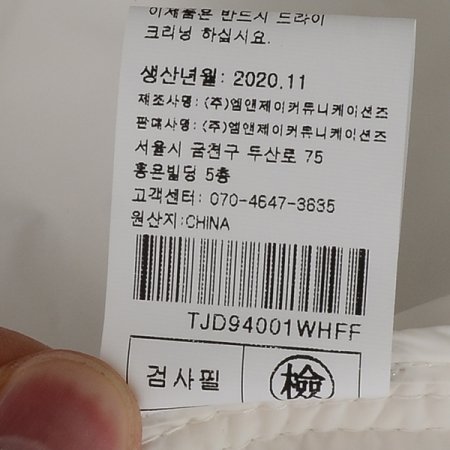 이제품은 반드시 드라이
크리닝 하십시요.
생산년월: 2020.11
제조사명: (주)엠앤제이커뮤니케이션즈
판매사명: (주)엠앤제이커뮤니케이션즈
서울시 금천구 두산로 75
홍은빌딩 5층
고객센터: 070-4647-3635
원산지:CHINA
TJD94001WHFF
검사필 檢